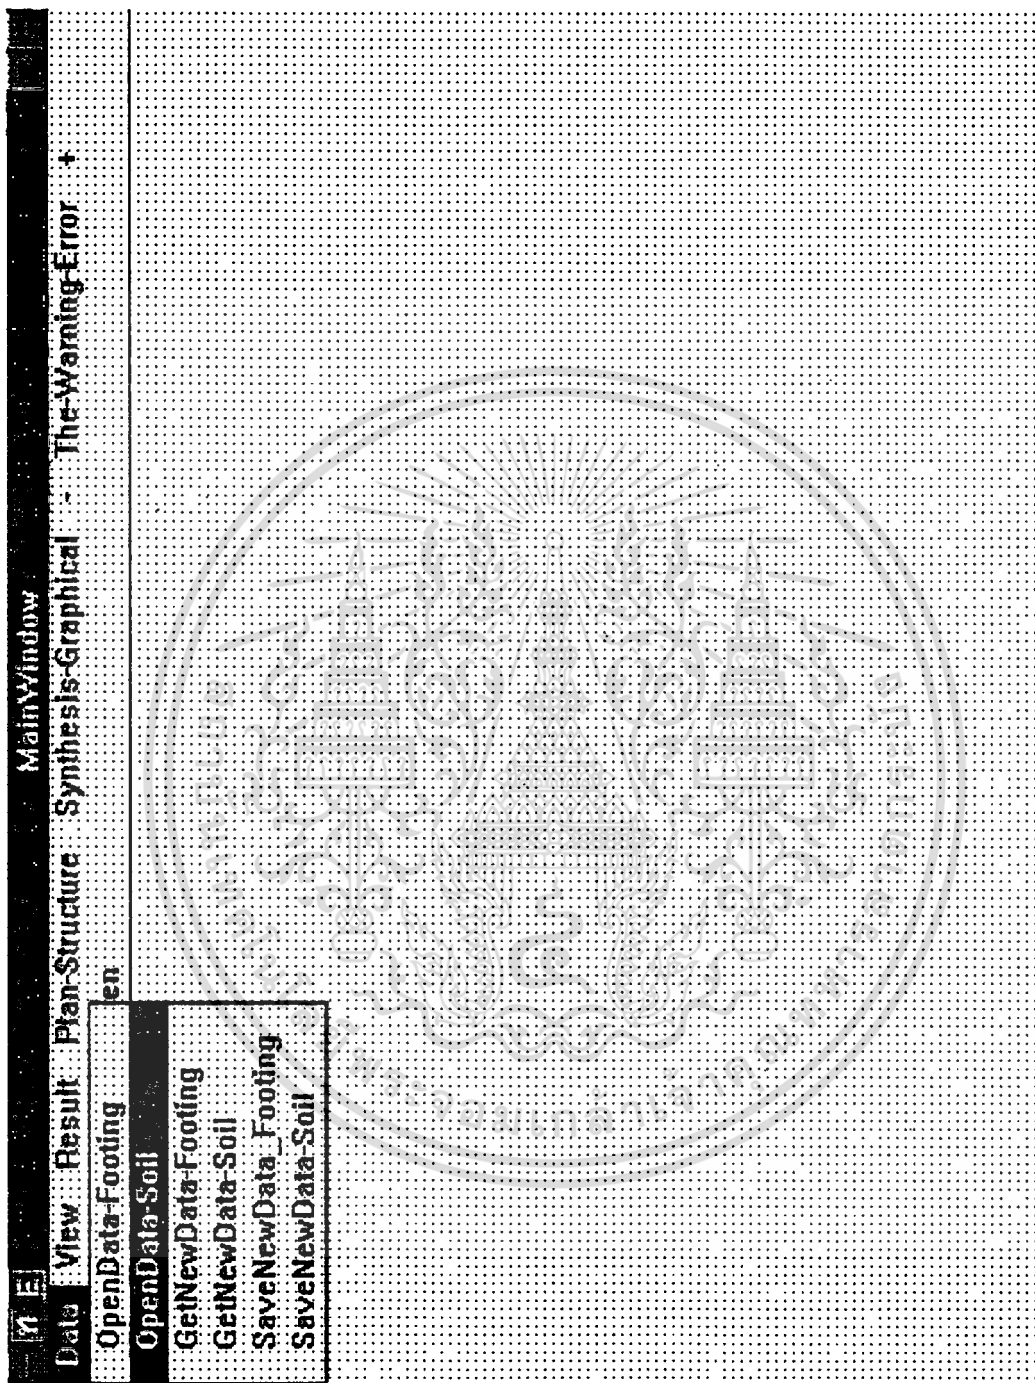 MainWindow
Data View Result Plan-Structure Synthesis-Graphical - The-Warning-Error +
OpenData-Footing
en
OpenData-Soil
GetNewData-Footing
GetNewData-Soil
SaveNewData_Footing
SaveNewData-Soil